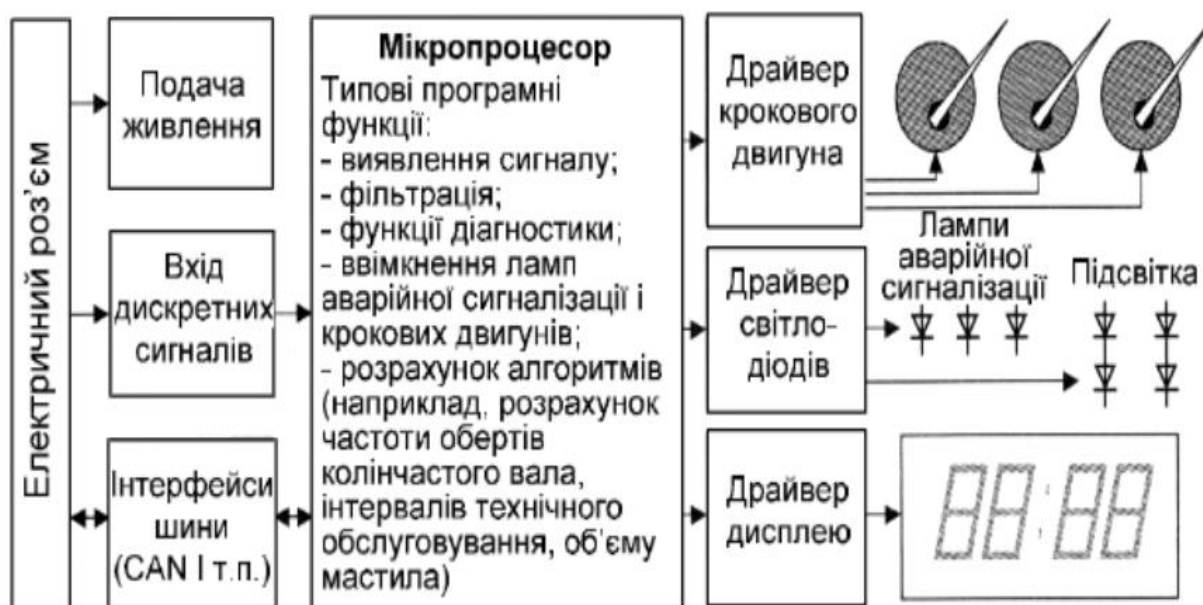 Електричний роз’єм
Подача
живлення
Вхід
дискретних
сигналів
Інтерфейси
шини
(CAN І т.п.)
Мікропроцесор
Типові програмні
функції:
- виявлення сигналу;
- фільтрація;
- функції діагностики;
- ввімкнення ламп
аварійної сигналізації і
крокових двигунів;
- розрахунок алгоритмів
(наприклад, розрахунок
частоти обертів
колінчастого вала,
інтервалів технічного
обслуговування, об’єму
мастила)
Драйвер
крокового
двигуна
Драйвер
світло-
діодів
Драйвер
дисплею
Лампи
аварійної
сигналізації
Підсвітка
88:88